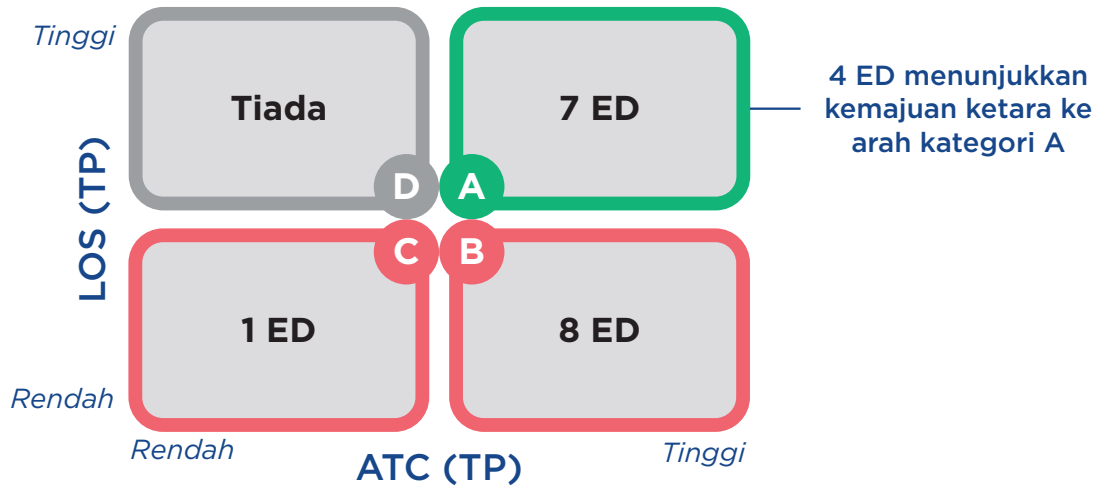 Tinggi
Tiada
7 ED
4 ED menunjukkan
kemajuan ketara ke
arah kategori A
D
A
LOS (TP)
C
B
1 ED
8 ED
Rendah
Rendah
Tinggi
ATC (TP)